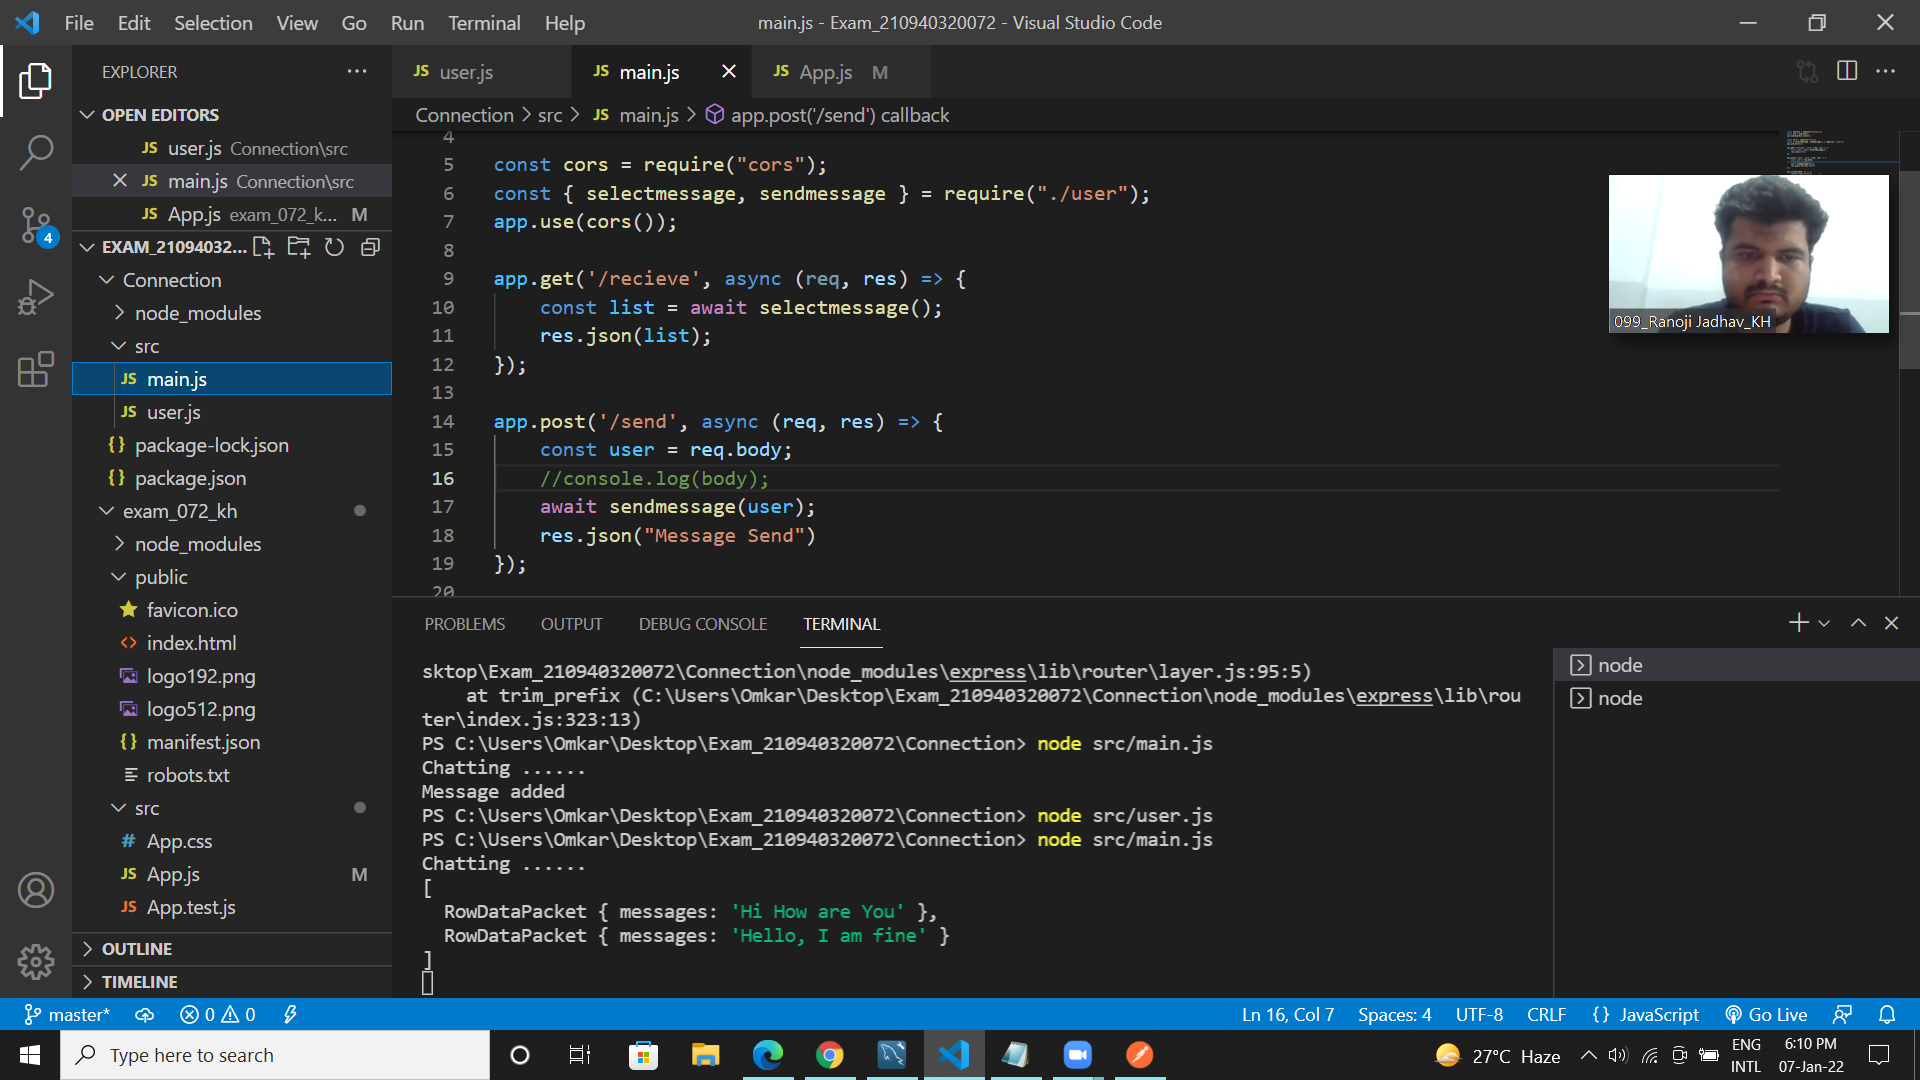 File Edit Selection View Go Run Terminal Help
main.js - Exam_210940320072 - Visual Studio Code
EXPLORER
JS user.js
JS main.js
JS App.js M
OPEN EDITORS
JS user.js Connection\src
JS main.js Connection\src
JS App.js exam_072_k... M
4
EXAM_21094032...
Connection
node_modules
src
JS main.js
JS user.js
{} package-lock.json
{} package.json
exam_072_kh
node_modules
public
favicon.ico
<> index.html
logo192.png
logo512.png
{} manifest.json
robots.txt
src
# App.css
JS App.js M
JS App.test.js
OUTLINE
TIMELINE
Connection > src > JS main.js > app.post('/send') callback
4
5 const cors = require("cors");
6 const { selectmessage, sendmessage } = require("./user");
7 app.use(cors());
8
9 app.get('/recieve', async (req, res) => {
10 const list = await selectmessage();
11 res.json(list);
12 });
13
14 app.post('/send', async (req, res) => {
15 const user = req.body;
16 //console.log(body);
17 await sendmessage(user);
18 res.json("Message Send")
19 });
20
099_Ranoji Jadhav_KH
PROBLEMS OUTPUT DEBUG CONSOLE TERMINAL
sktop\Exam_210940320072\Connection\node_modules\express\lib\router\layer.js:95:5)
at trim_prefix (C:\Users\Omkar\Desktop\Exam_210940320072\Connection\node_modules\express\lib\rou
ter\index.js:323:13)
PS C:\Users\Omkar\Desktop\Exam_210940320072\Connection> node src/main.js
Chatting ......
Message added
PS C:\Users\Omkar\Desktop\Exam_210940320072\Connection> node src/user.js
PS C:\Users\Omkar\Desktop\Exam_210940320072\Connection> node src/main.js
Chatting ......
[
RowDataPacket { messages: 'Hi How are You' },
RowDataPacket { messages: 'Hello, I am fine' }
]
node
node
master* 0 0
Ln 16, Col 7 Spaces: 4 UTF-8 CRLF {} JavaScript Go Live
Type here to search
27°C Haze
ENG
INTL
6:10 PM
07-Jan-22